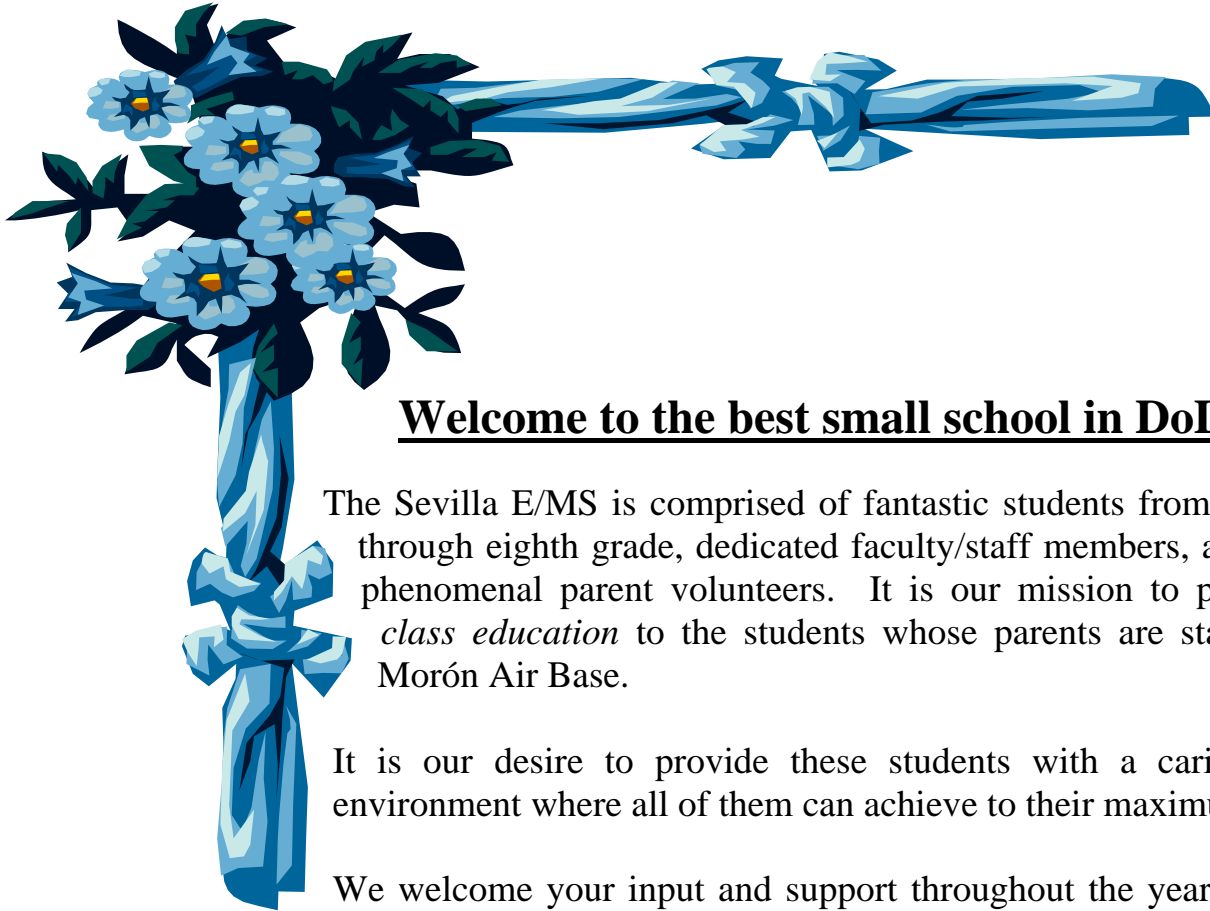 Welcome to the best small school in DoD
The Sevilla E/MS is comprised of fantastic students from
through eighth grade, dedicated faculty/staff members, a
phenomenal parent volunteers. It is our mission to p
class education to the students whose parents are sta
Morón Air Base.
It is our desire to provide these students with a cari
environment where all of them can achieve to their maximu
We welcome your input and support throughout the year